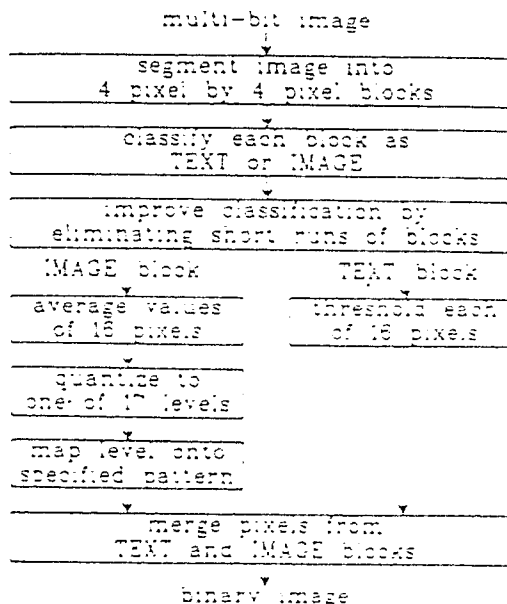 multi-bit image
segment image into
4 pixel by 4 pixel blocks
classify each block as
TEXT or IMAGE
improve classification by
eliminating short runs of blocks
IMAGE block
TEXT block
average values
of 16 pixels
threshold each
of 16 pixels
quantize to
one of 17 levels
map level onto
specified pattern
merge pixels from
TEXT and IMAGE blocks
binary image